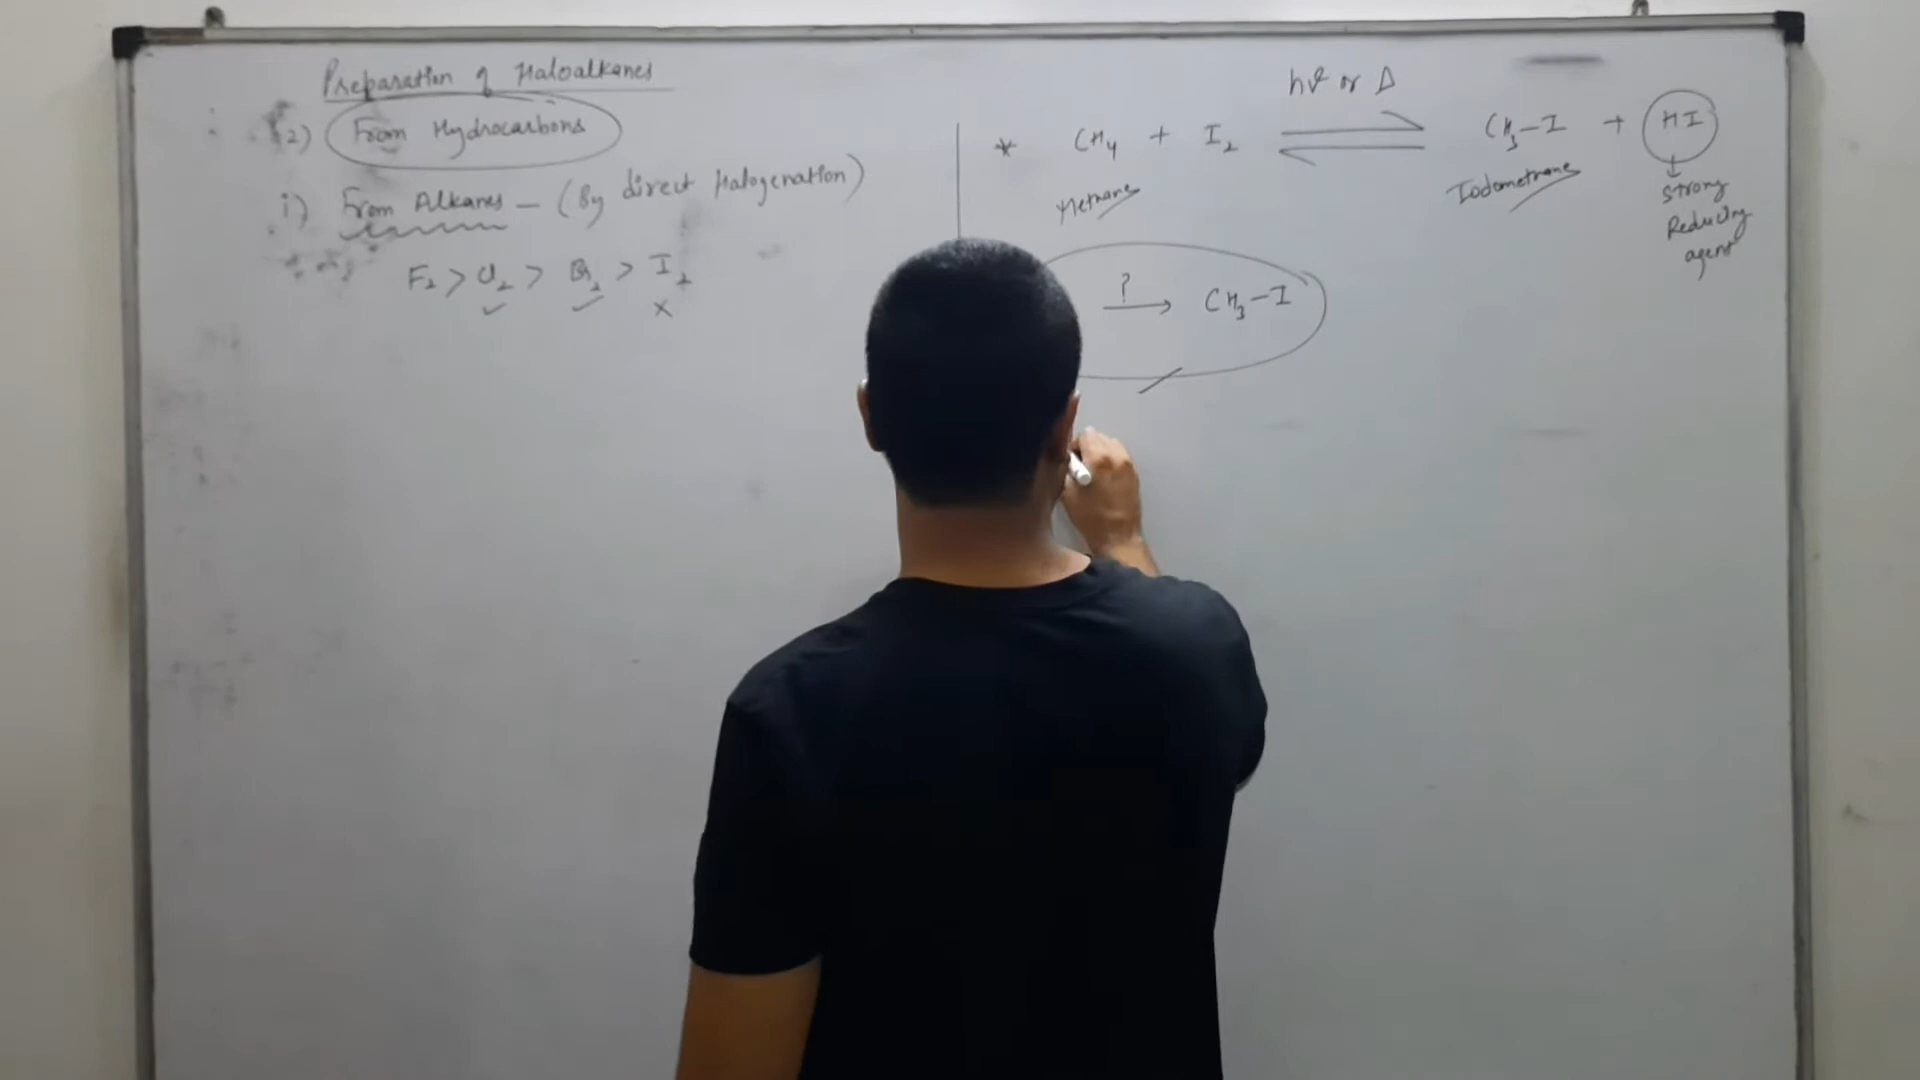 Preparation of Haloalkanes
2) From Hydrocarbons
i) From Alkanes – (By direct Halogenation)
F₂ > Cl₂ > Br₂ > I₂
✓ ✓ ×
hν or Δ
* CH₄ + I₂ ⇌ CH₃–I + HI
Methane
Iodomethane
↓
Strong
Reducing
agent
?
→ CH₃–I